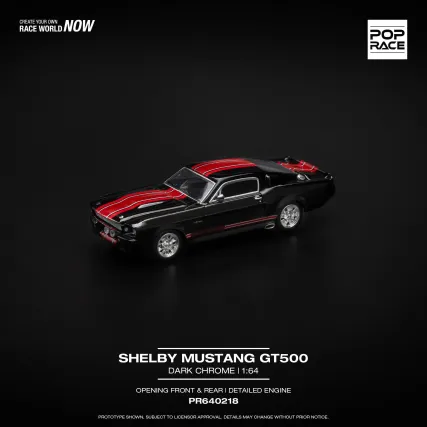 CREATE YOUR OWN
RACE WORLD NOW
POP
RACE
SHELBY MUSTANG GT500
DARK CHROME | 1:64
OPENING FRONT & REAR | DETAILED ENGINE
PR640218
PROTOTYPE SHOWN, SUBJECT TO LICENSOR APPROVAL. DETAILS MAY CHANGE WITHOUT PRIOR NOTICE.